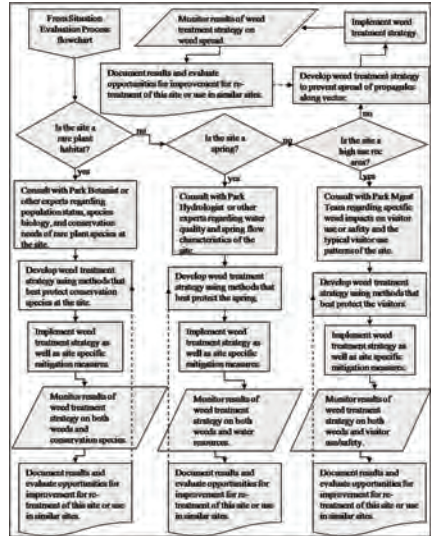 From Situation
Evaluation Process
flowchart
Monitor results of weed
treatment strategy on
weed spread.
Implement weed
treatment strategy.
Document results and evaluate
opportunities for improvement for re-
treatment of this site or use in similar sites.
Develop weed treatment strategy
to prevent spread of propagules
along vector.
Is the site a
rare plant
habitat?
no
Is the site a
spring?
no
Is the site a
high use rec
area?
yes
yes
yes
Consult with Park Botanist or
other experts regarding
population status, species
biology, and conservation
needs of rare plant species at
the site.
Consult with Park
Hydrologist or other
experts regarding water
quality and spring flow
characteristics of the
site.
Consult with Park Mgmt
Team regarding specific
weed impacts on visitor
use or safety and the
typical visitor use
patterns of the site.
Develop weed treatment
strategy using methods that
best protect conservation
species at the site.
Develop weed treatment
strategy using methods that
best protect the spring.
Develop weed treatment
strategy using methods that
best protect the visitors.
Implement weed
treatment strategy as
well as site specific
mitigation measures.
Implement weed
treatment strategy as
well as site specific
mitigation measures.
Implement weed
treatment strategy as
well as site specific
mitigation measures.
Monitor results of
weed treatment
strategy on both
weeds and
conservation species.
Monitor results of
weed treatment
strategy on both
weeds and water
resources.
Monitor results of
weed treatment
strategy on both
weeds and visitor
use/safety.
Document results and
evaluate opportunities for
improvement for re-
treatment of this site or use
in similar sites.
Document results and
evaluate opportunities for
improvement for re-
treatment of this site or use
in similar sites.
Document results and
evaluate opportunities for
improvement for re-
treatment of this site or use
in similar sites.